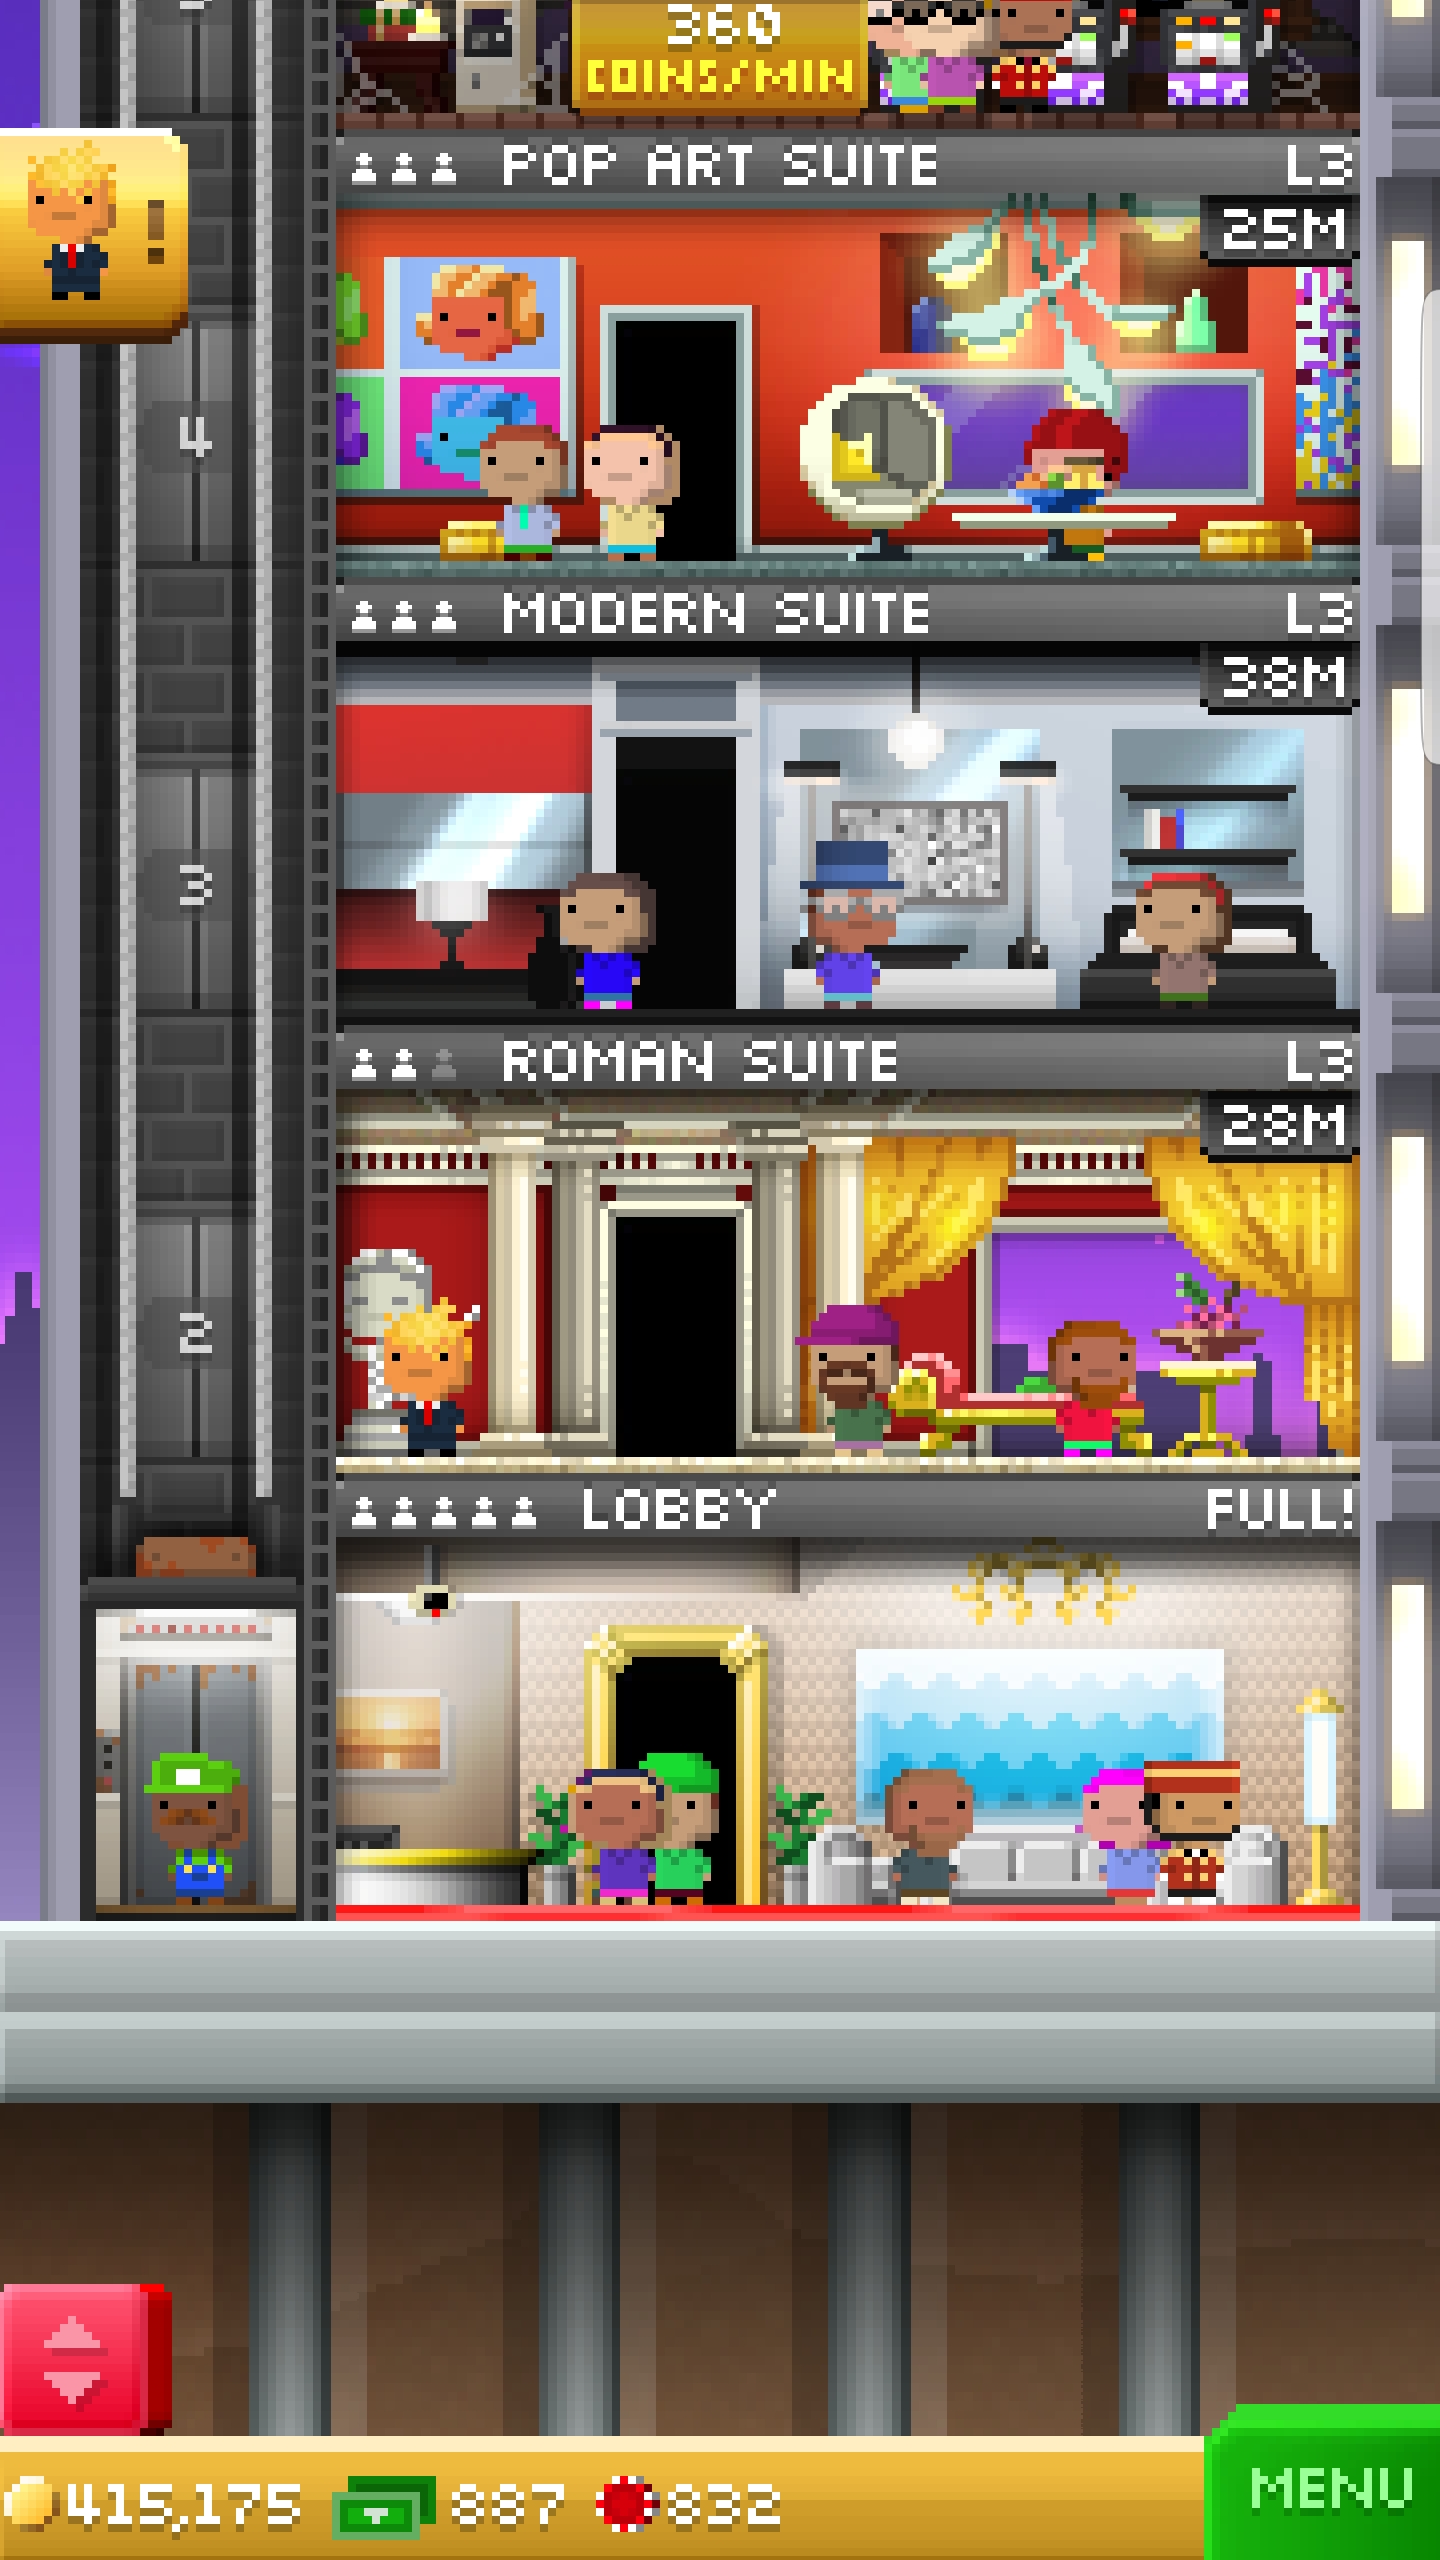 360
COINS/MIN
POP ART SUITE L3
25M
!
4
MODERN SUITE L3
38M
3
ROMAN SUITE L3
28M
2
LOBBY FULL!
415,175 887 832
MENU